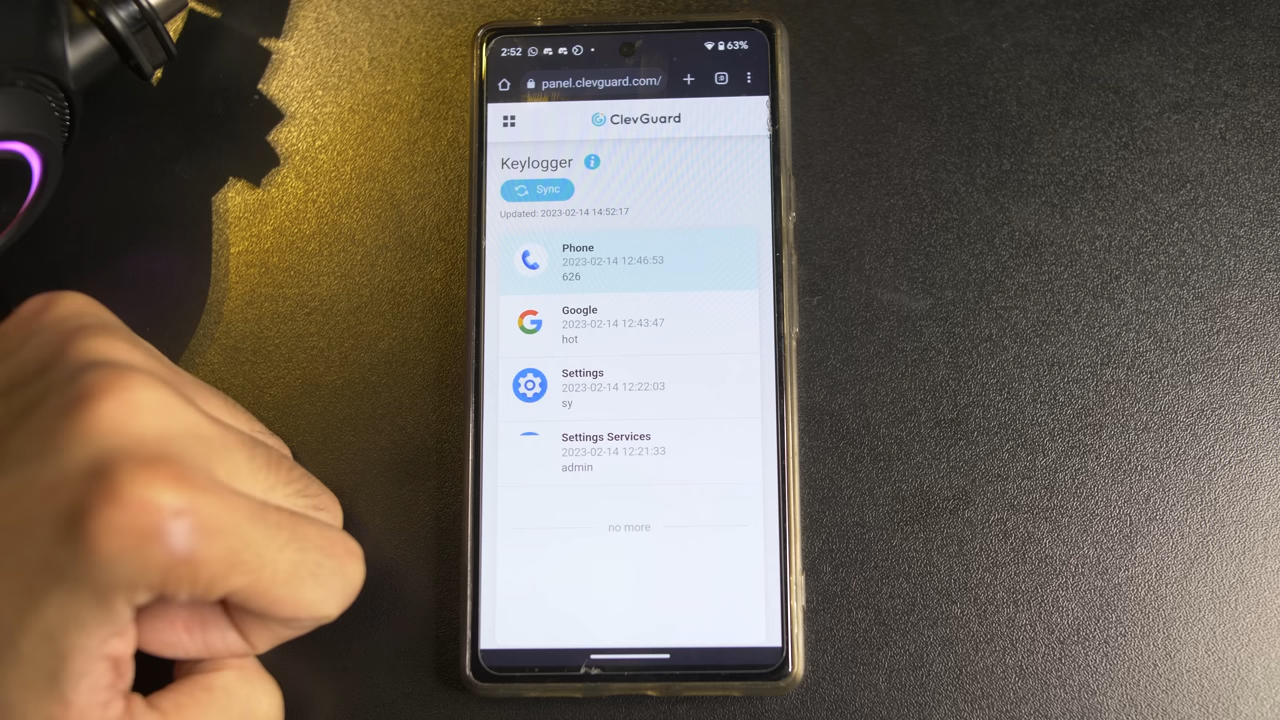 2:52 63%
panel.clevguard.com/
ClevGuard
Keylogger
Sync
Updated: 2023-02-14 14:52:17
Phone
2023-02-14 12:46:53
626
Google
2023-02-14 12:43:47
hot
Settings
2023-02-14 12:22:03
sy
Settings Services
2023-02-14 12:21:33
admin
no more